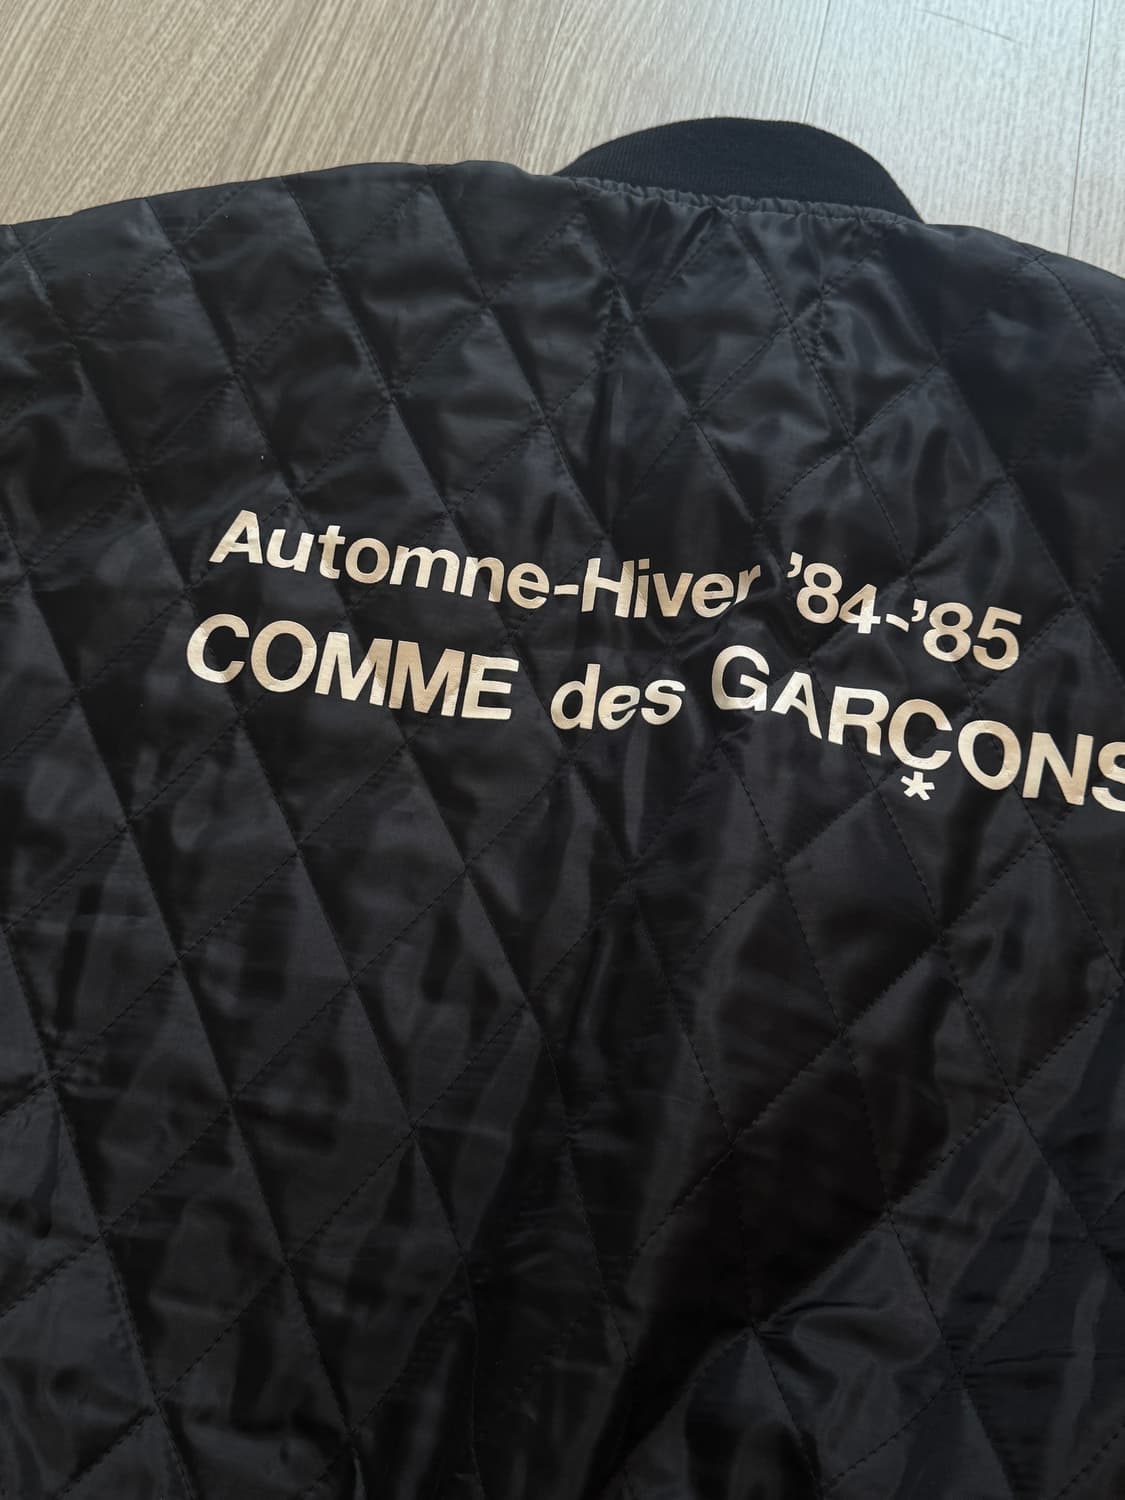 Automne-Hiver ’84-’85
COMME des GARÇONS
*